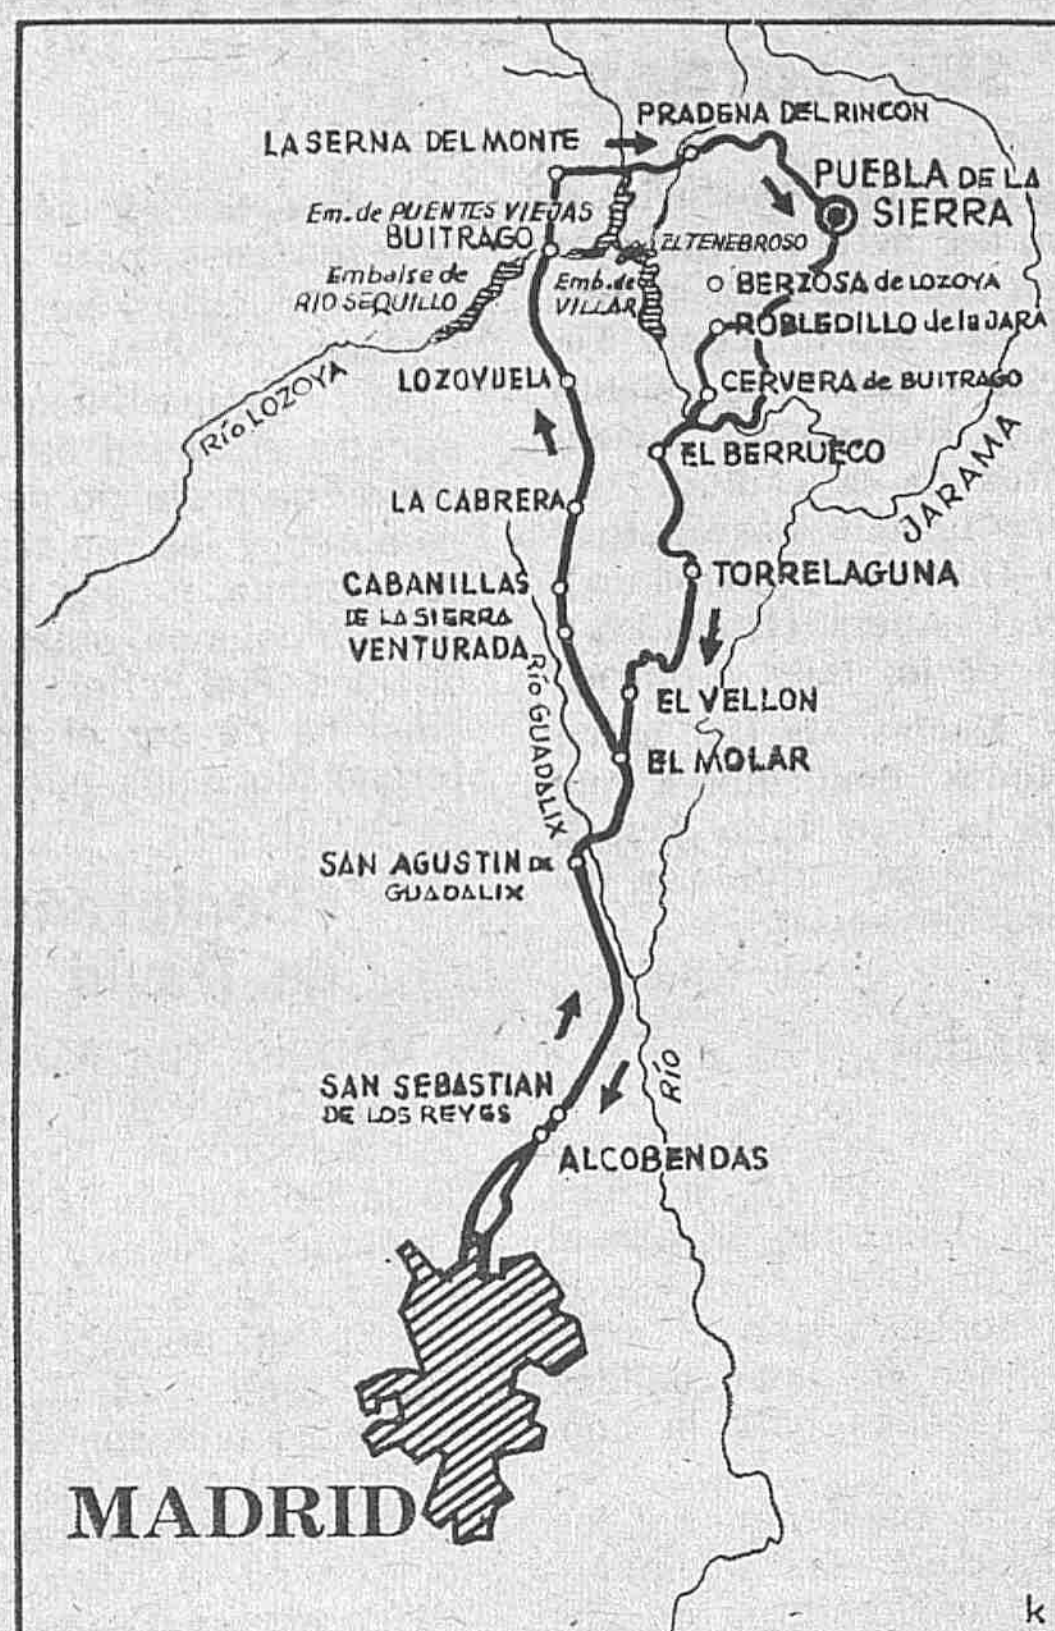 PRADENA DEL RINCON
LA SERNA DEL MONTE
PUEBLA DE LA
SIERRA
Em. de PUENTES VIEJAS
BUITRAGO
EL TENEBROSO
Embalse de
RIO SEQUILLO
Emb. de
VILLAR
BERZOSA de LOZOYA
ROBLEDILLO de la JARA
LOZOYUELA
CERVERA de BUITRAGO
Río LOZOYA
EL BERRUECO
LA CABRERA
JARAMA
CABANILLAS
DE LA SIERRA
TORRELAGUNA
VENTURADA
Río GUADALIX
EL VELLON
EL MOLAR
SAN AGUSTIN DE
GUADALIX
RÍO
SAN SEBASTIAN
DE LOS REYES
ALCOBENDAS
MADRID
k